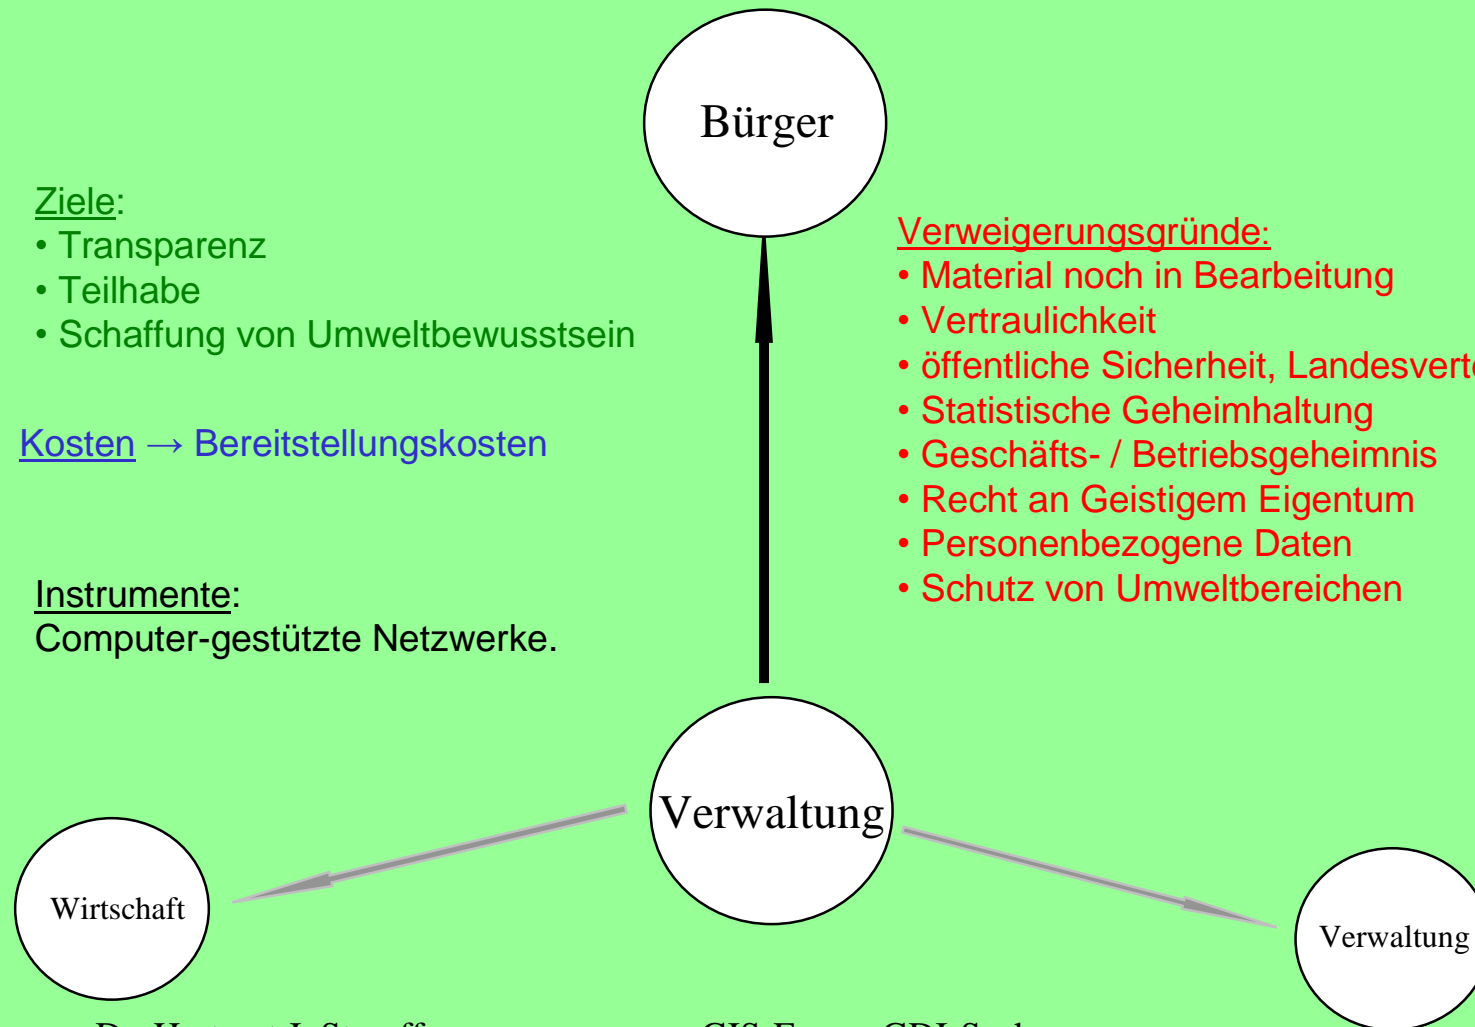 Bürger
Ziele:
• Transparenz
• Teilhabe
• Schaffung von Umweltbewusstsein
Kosten → Bereitstellungskosten
Instrumente:
Computer-gestützte Netzwerke.
Verweigerungsgründe:
• Material noch in Bearbeitung
• Vertraulichkeit
• öffentliche Sicherheit,
• Statistische Geheimhaltung
• Geschäfts- / Betriebsgeheimnis
• Recht an Geistigem Eigentum
• Personenbezogene Daten
• Schutz von Umweltbereichen
Verwaltung
Wirtschaft
Verwaltung